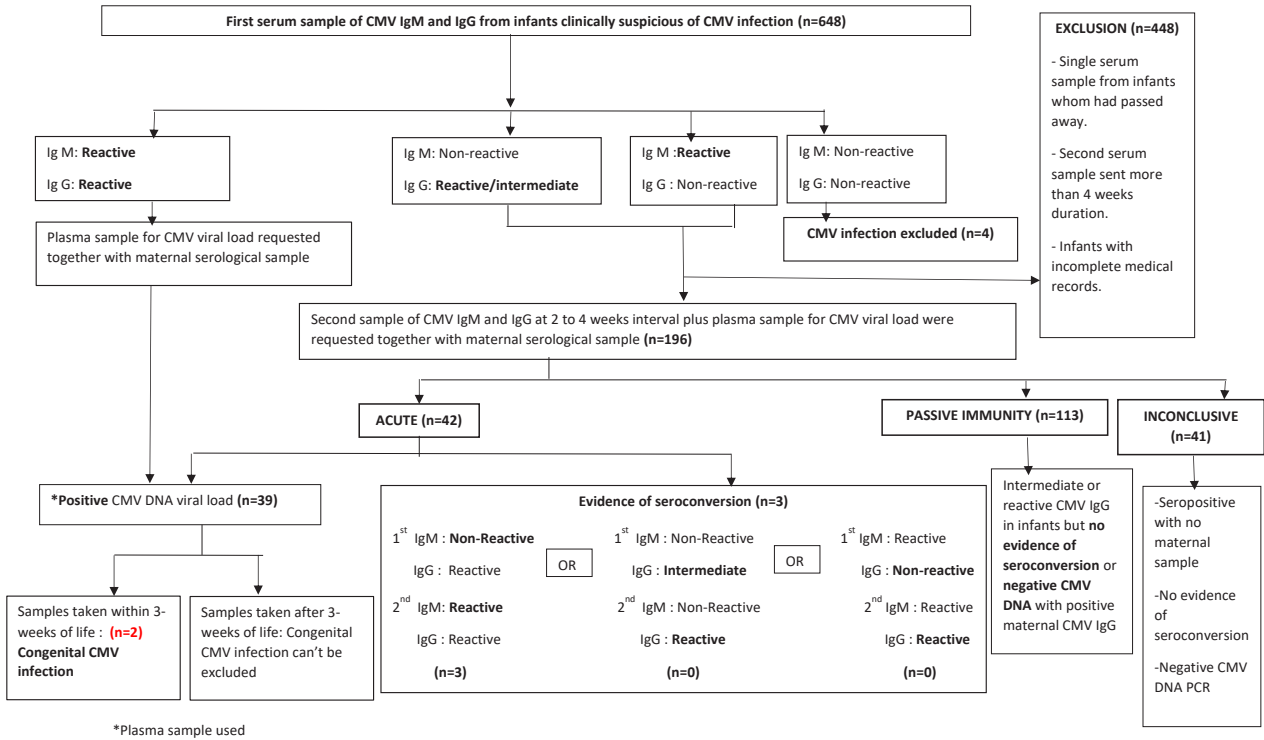 First serum sample of CMV IgM and IgG from infants clinically suspicious of CMV infection (n=648)
EXCLUSION (n=448)
- Single serum
sample from infants
whom had passed
away.
- Second serum
sample sent more
than 4 weeks
duration.
- Infants with
incomplete medical
records.
Ig M: Reactive
Ig G: Reactive
Ig M: Non-reactive
Ig G: Reactive/intermediate
Ig M :Reactive
Ig G : Non-reactive
Ig M: Non-reactive
Ig G: Non-reactive
CMV infection excluded (n=4)
Plasma sample for CMV viral load requested
together with maternal serological sample
Second sample of CMV IgM and IgG at 2 to 4 weeks interval plus plasma sample for CMV viral load were
requested together with maternal serological sample (n=196)
ACUTE (n=42)
PASSIVE IMMUNITY (n=113)
INCONCLUSIVE
(n=41)
*Positive CMV DNA viral load (n=39)
Samples taken within 3-
weeks of life : (n=2)
Congenital CMV
infection
Samples taken after 3-
weeks of life: Congenital
CMV infection can't be
excluded
Evidence of seroconversion (n=3)
1st IgM : Non-Reactive
IgG : Reactive
2nd IgM: Reactive
IgG : Reactive
(n=3)
OR
1st IgM : Non-Reactive
IgG : Intermediate
2nd IgM : Non-Reactive
IgG : Reactive
(n=0)
OR
1st IgM : Reactive
IgG : Non-reactive
2nd IgM : Reactive
IgG : Reactive
(n=0)
Intermediate or
reactive CMV IgG
in infants but no
evidence of
seroconversion or
negative CMV
DNA with positive
maternal CMV IgG
-Seropositive
with no
maternal
sample
-No evidence
of
seroconversion
-Negative CMV
DNA PCR
*Plasma sample used